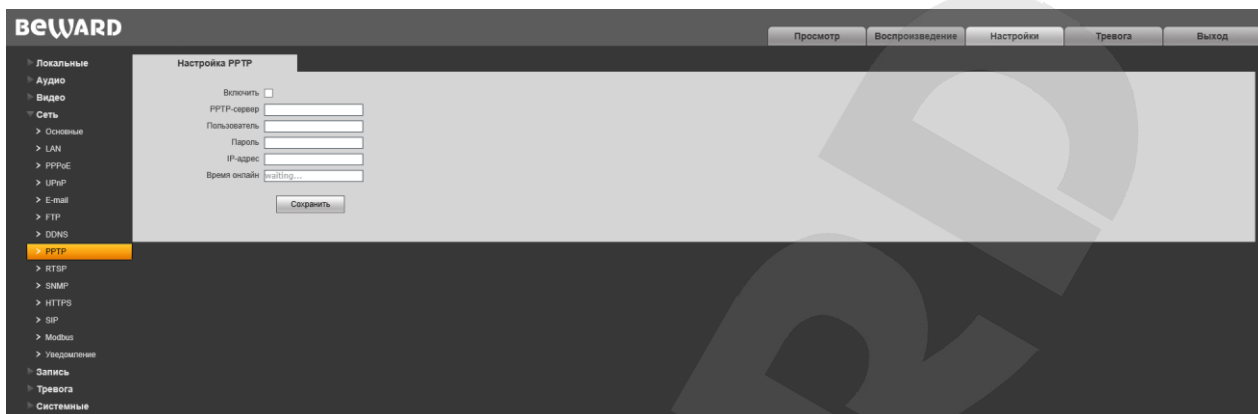 BEWARD
Просмотр
Воспроизведение
Настройки
Тревога
Выход
Локальные
Аудио
Видео
Сеть
> Основные
> LAN
> PPPoE
> UPnP
> E-mail
> FTP
> DDNS
> PPTP
> RTSP
> SNMP
> HTTPS
> SIP
> Modbus
> Уведомление
Запись
Тревога
Системные
Настройка PPTP
Включить
PPTP-сервер
Пользователь
Пароль
IP-адрес
Время онлайн waiting...
Сохранить
RD